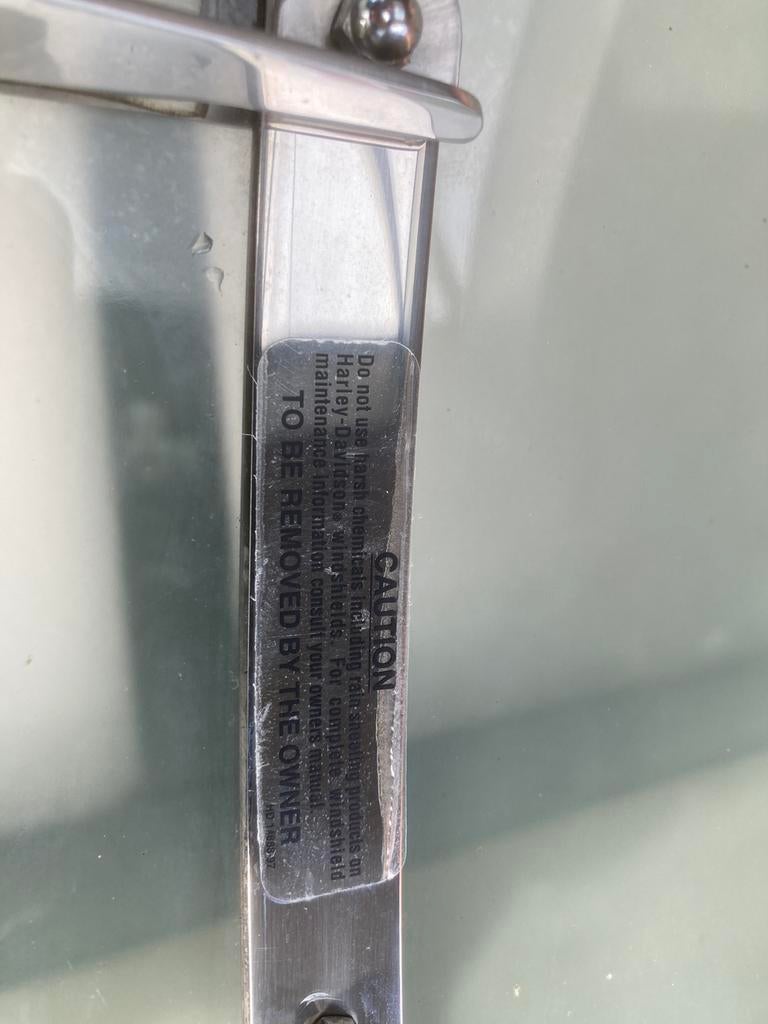 CAUTION
Do not use harsh chemicals including rain sheeting products on
Harley-Davidson® windshields. For complete windshield
maintenance information consult your owners manual.
TO BE REMOVED BY THE OWNER